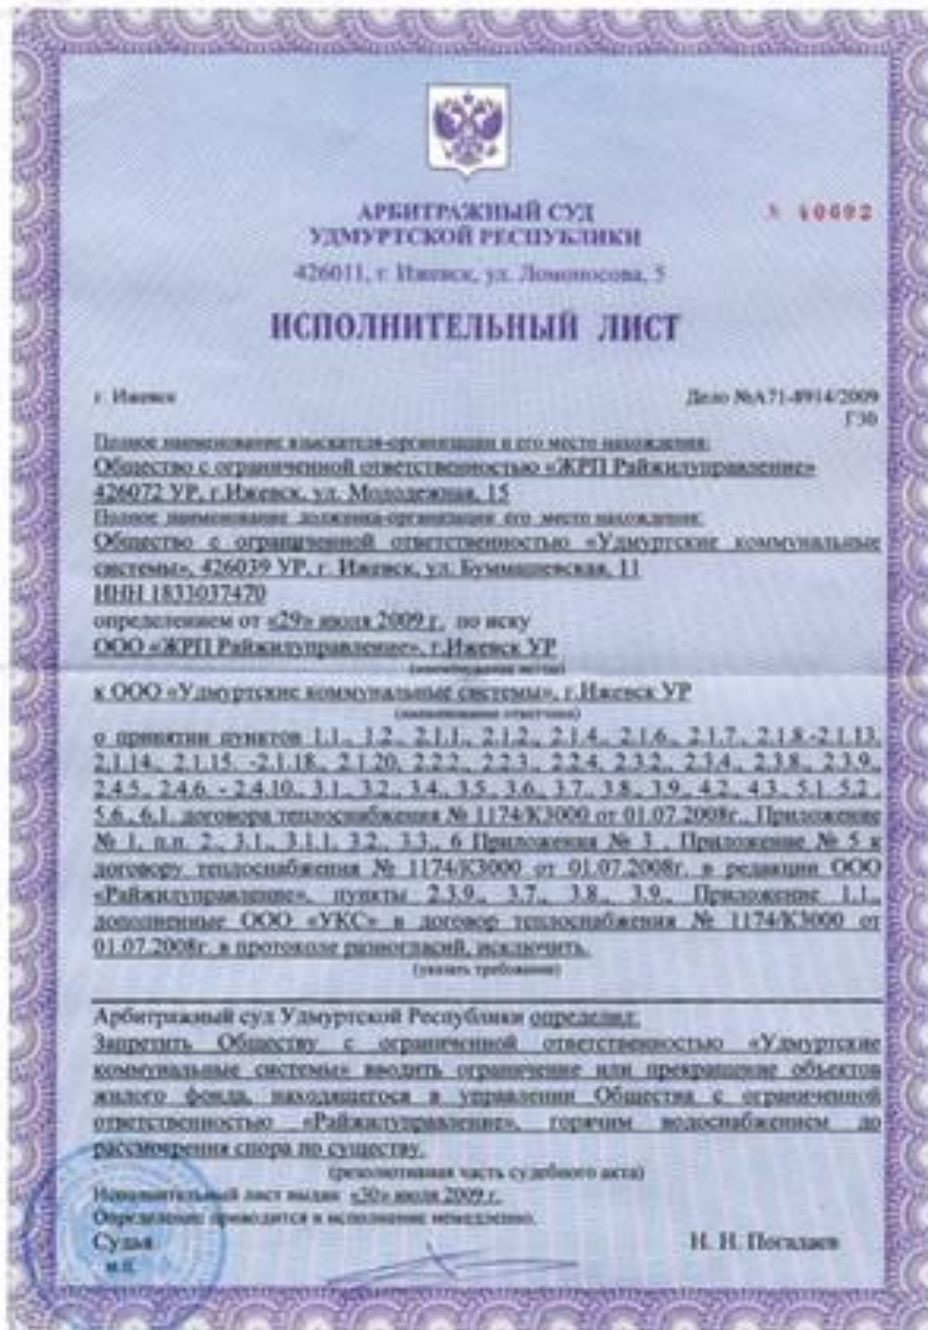 АРБИТРАЖНЫЙ СУД
УДМУРТСКОЙ РЕСПУБЛИКИ
426011, г. Ижевск, ул. Ломоносова, 5
ИСПОЛНИТЕЛЬНЫЙ ЛИСТ
г. Ижевск
Дело №А71-8914/2009
Полное наименование взыскателя-организации и его место нахождения:
Общество с ограниченной ответственностью «ЖРП Райжилуправление»
426072 УР, г.Ижевск, ул. Молодежная, 15
Полное наименование должника-организации его место нахождения:
Общество с ограниченной ответственностью «Удмуртские коммунальные
системы», 426039 УР, г. Ижевск, ул. Буммашевская, 11
ИНН 1833037470
определением от «29» июля 2009 г. по иску
ООО «ЖРП Райжилуправление», г.Ижевск УР
(наименование истца)
к ООО «Удмуртские коммунальные системы», г.Ижевск УР
(наименование ответчика)
о принятии пунктов 1.1., 1.2., 2.1.1., 2.1.2., 2.1.4., 2.1.6., 2.1.7., 2.1.8.-2.1.13,
2.1.14., 2.1.15. -2.1.18., 2.1.20, 2.2.2., 2.2.3., 2.2.4, 2.3.2., 2.3.4., 2.3.8., 2.3.9.,
2.4.5., 2.4.6. - 2.4.10., 3.1., 3.2., 3.4., 3.5., 3.6., 3.7., 3.8., 3.9., 4.2., 4.3., 5.1., 5.2.,
5.6., 6.1. договора теплоснабжения № 1174/К3000 от 01.07.2008г., Приложение
№ 1, п.п. 2., 3.1., 3.1.1, 3.2., 3.3., 6 Приложения № 3 , Приложение № 5 к
договору теплоснабжения № 1174/К3000 от 01.07.2008г. в редакции ООО
«Райжилуправление», пункты 2.3.9., 3.7., 3.8., 3.9., Приложение 1.1.,
дополненные ООО «УКС» в договор теплоснабжения № 1174/К3000 от
01.07.2008г. в протоколе разногласий, исключить.
(указать требования)
Арбитражный суд Удмуртской Республики определил:
Запретить Обществу с ограниченной ответственностью «Удмуртские
коммунальные системы» вводить ограничение или прекращение объектов
жилого фонда, находящегося в управлении Общества с ограниченной
ответственностью «Райжилуправление», горячим водоснабжением до
рассмотрения спора по существу.
(резолютивная часть судебного акта)
Исполнительный лист выдан «30» июля 2009 г.
Определение приводится в исполнение немедленно.
Судья
Н. Н. Погадаев
м.п.